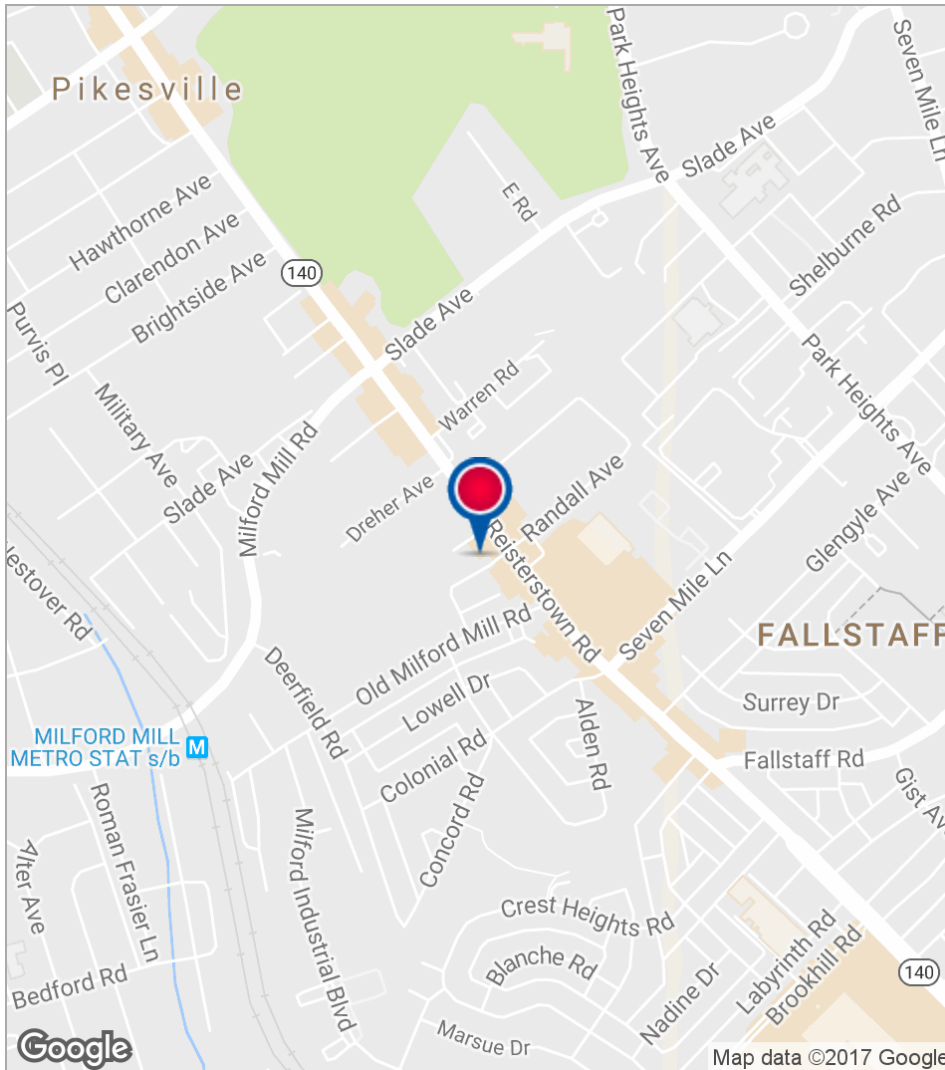 Pikesville
Park Heights Ave
Seven Mile Ln
Slade Ave
E Rd
Hawthorne Ave
Clarendon Ave
Brightside Ave
140
Shelburne Rd
Purvis Pl
Slade Ave
Park Heights Ave
Military Ave
Warren Rd
Milford Mill Rd
Slade Ave
Dreher Ave
Randall Ave
Glengyle Ave
Reisterstown Rd
lestover Rd
Seven Mile Ln
FALLSTAFF
Old Milford Mill Rd
Deerfield Rd
Lowell Dr
Surrey Dr
Alden Rd
MILFORD MILL
METRO STAT s/b
M
Colonial Rd
Fallstaff Rd
Gist Av
Roman Frasier Ln
Concord Rd
Milford Industrial Blvd
Alter Ave
Crest Heights Rd
Labyrinth Rd
Brookhill Rd
Blanche Rd
Nadine Dr
140
Bedford Rd
Marsue Dr
Google
Map data ©2017 Google